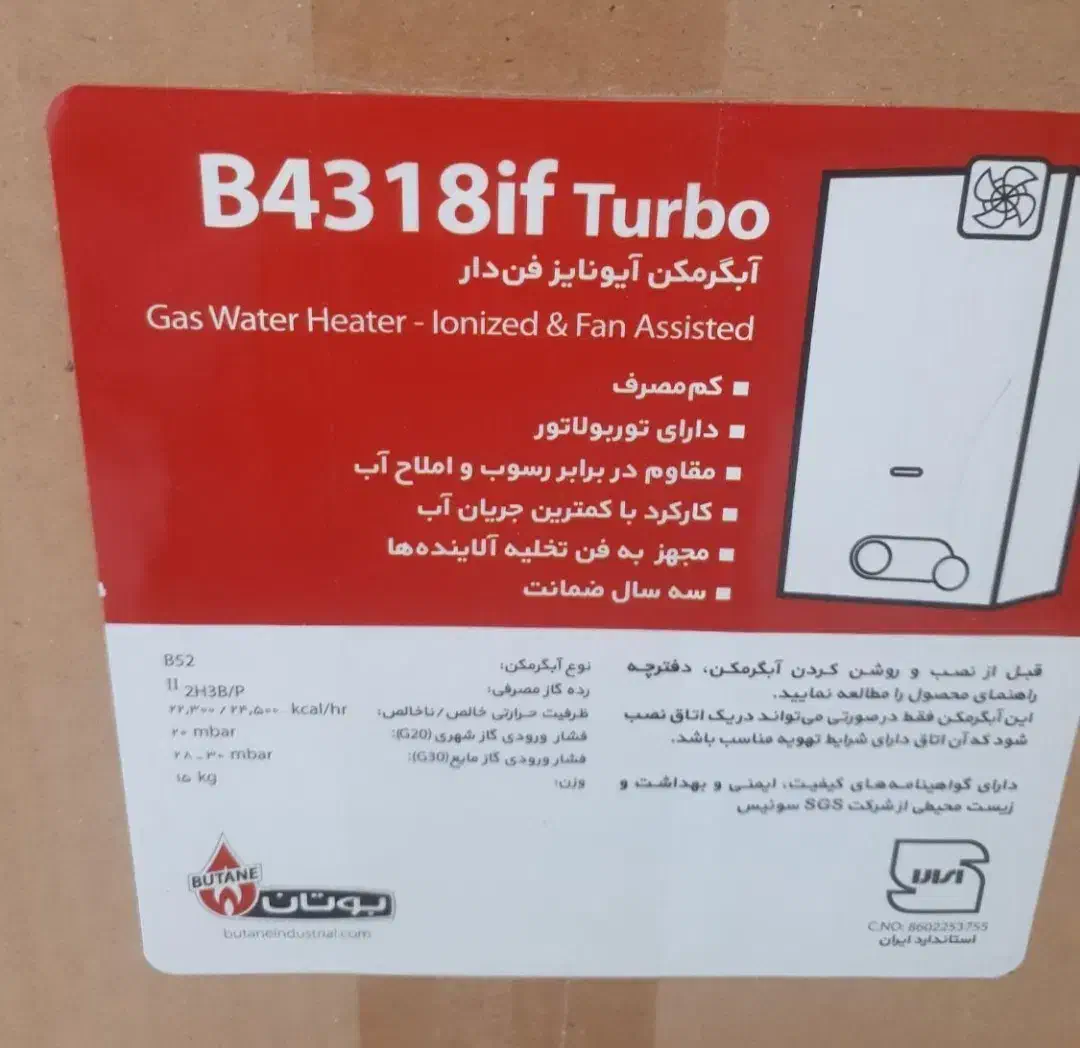 B4318if Turbo
آبگرمکن آیونایز فن‌دار
Gas Water Heater - Ionized & Fan Assisted
■ کم‌مصرف
■ دارای توربولاتور
■ مقاوم در برابر رسوب و املاح آب
■ کارکرد با کمترین جریان آب
■ مجهز به فن تخلیه آلاینده‌ها
■ سه سال ضمانت
قبل از نصب و روشن کردن آبگرمکن، دفترچه
راهنمای محصول را مطالعه نمایید.
این آبگرمکن فقط درصورتی می‌تواند در یک اتاق نصب
شود که آن اتاق دارای شرایط تهویه مناسب باشد.
دارای گواهینامه‌های کیفیت، ایمنی و بهداشت و
زیست محیطی از شرکت SGS سوئیس
نوع آبگرمکن: B52
رده گاز مصرفی: II 2H3B/P
ظرفیت حرارتی خالص/ناخالص: ۲۲,۳۰۰ / ۲۴,۵۰۰ kcal/hr
فشار ورودی گاز شهری (G20): ۲۰ mbar
فشار ورودی گاز مایع (G30): ۲۸ - ۳۰ mbar
وزن: ۱۵ kg
BUTANE
بوتان
butaneindustrial.com
C.NO: 8602253755
استاندارد ایران